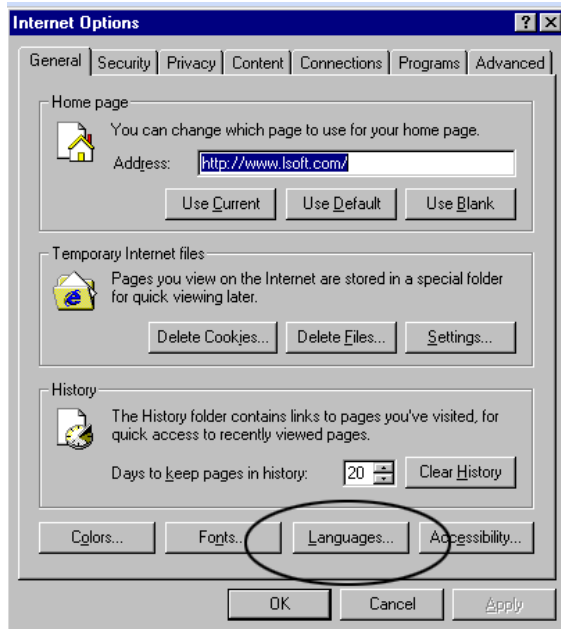 Internet Options
General Security Privacy Content Connections Programs Advanced
Home page
You can change which page to use for your home page.
Address: http://www.lsoft.com/
Use Current Use Default Use Blank
Temporary Internet files
Pages you view on the Internet are stored in a special folder
for quick viewing later.
Delete Cookies... Delete Files... Settings...
History
The History folder contains links to pages you've visited, for
quick access to recently viewed pages.
Days to keep pages in history: 20 Clear History
Colors... Fonts... Languages... Accessibility...
OK Cancel Apply